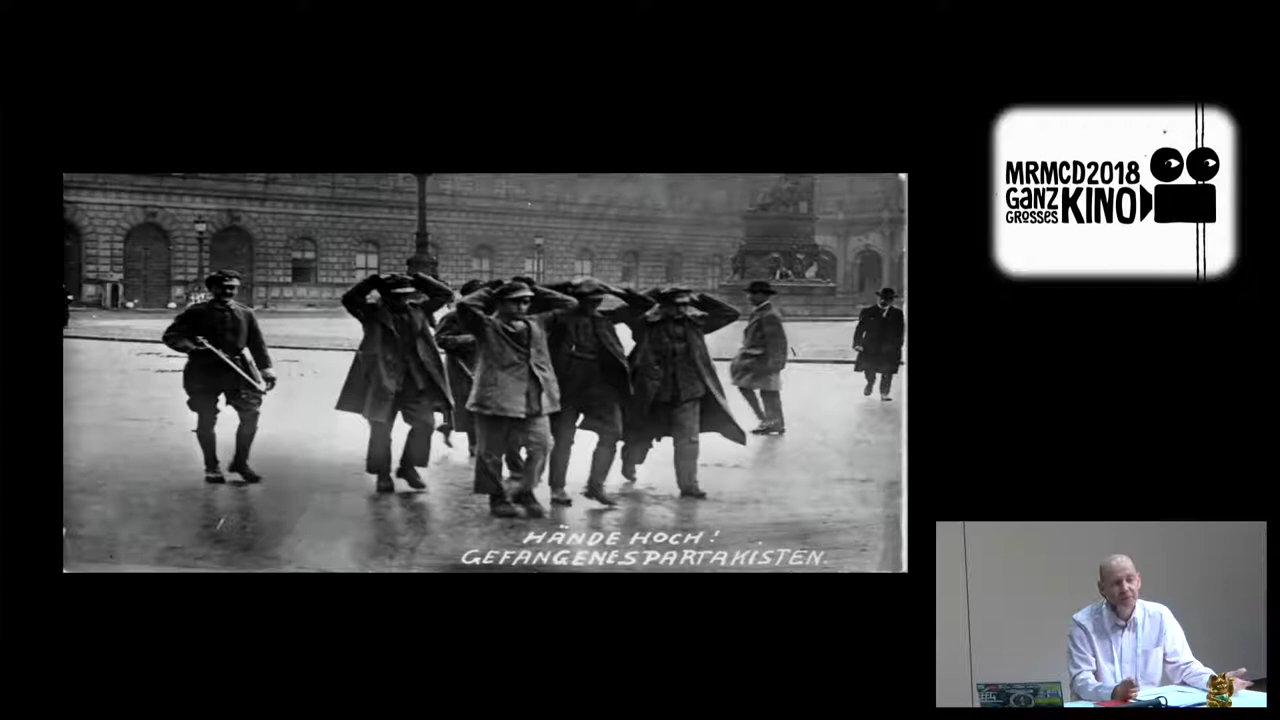 MRMCD2018
GANZ
GROSSES
KINO
HÄNDE HOCH!
GEFANGENE SPARTAKISTEN.